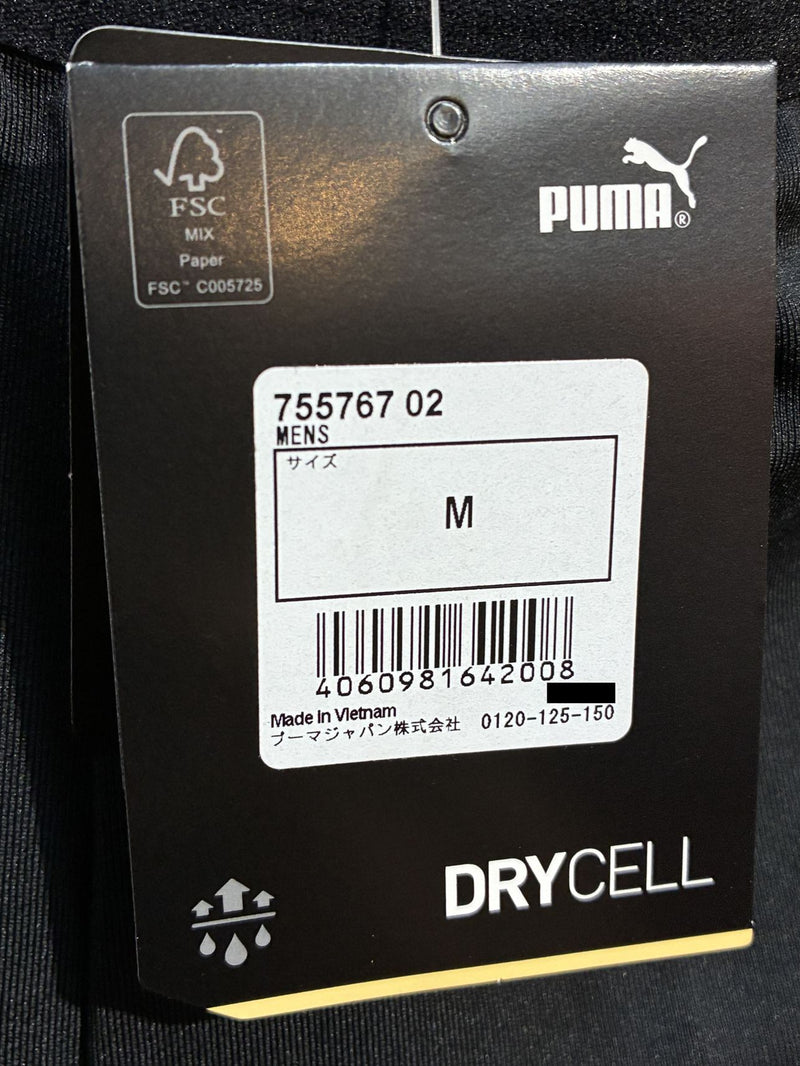 FSC
MIX
Paper
FSC™ C005725
PUMA®
755767 02
MENS
サイズ
M
4060981642008
Made in Vietnam
プーマジャパン株式会社 0120-125-150
DRYCELL